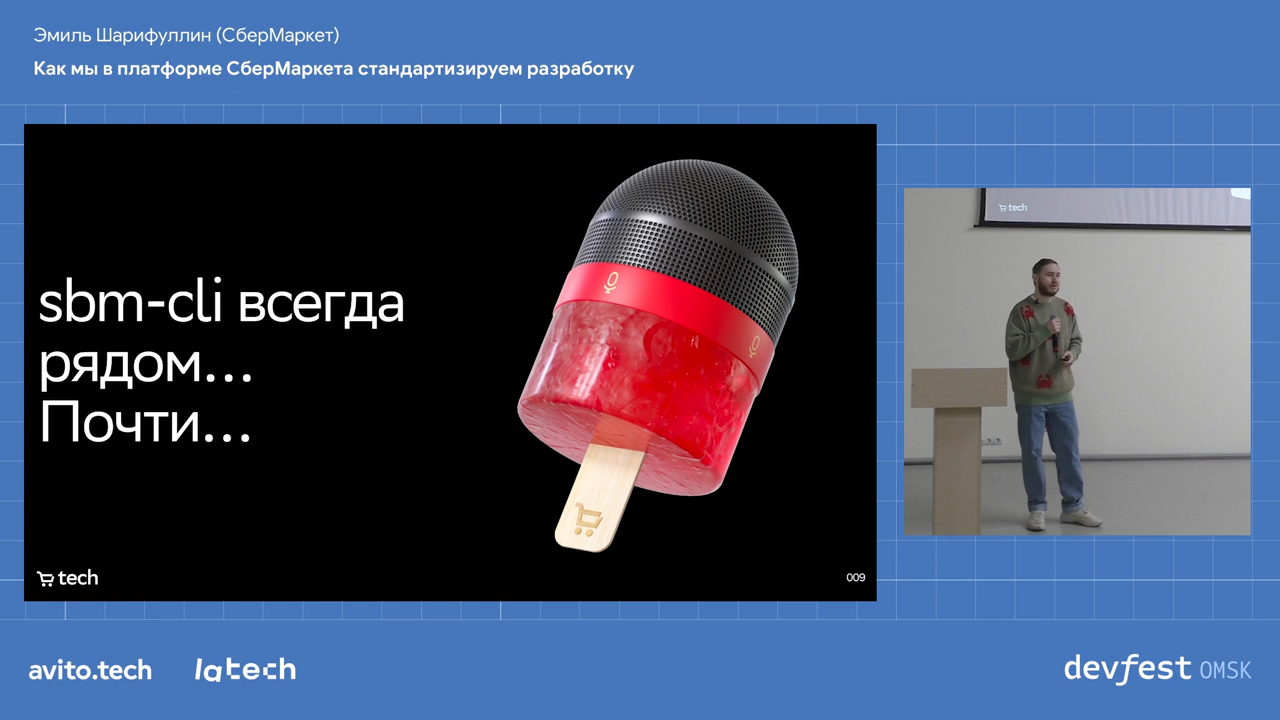 Эмиль Шарифуллин (СберМаркет)
Как мы в платформе СберМаркета стандартизируем разработку
sbm-cli всегда
рядом...
Почти...
tech
009
tech
avito.tech
latech
devfest OMSK